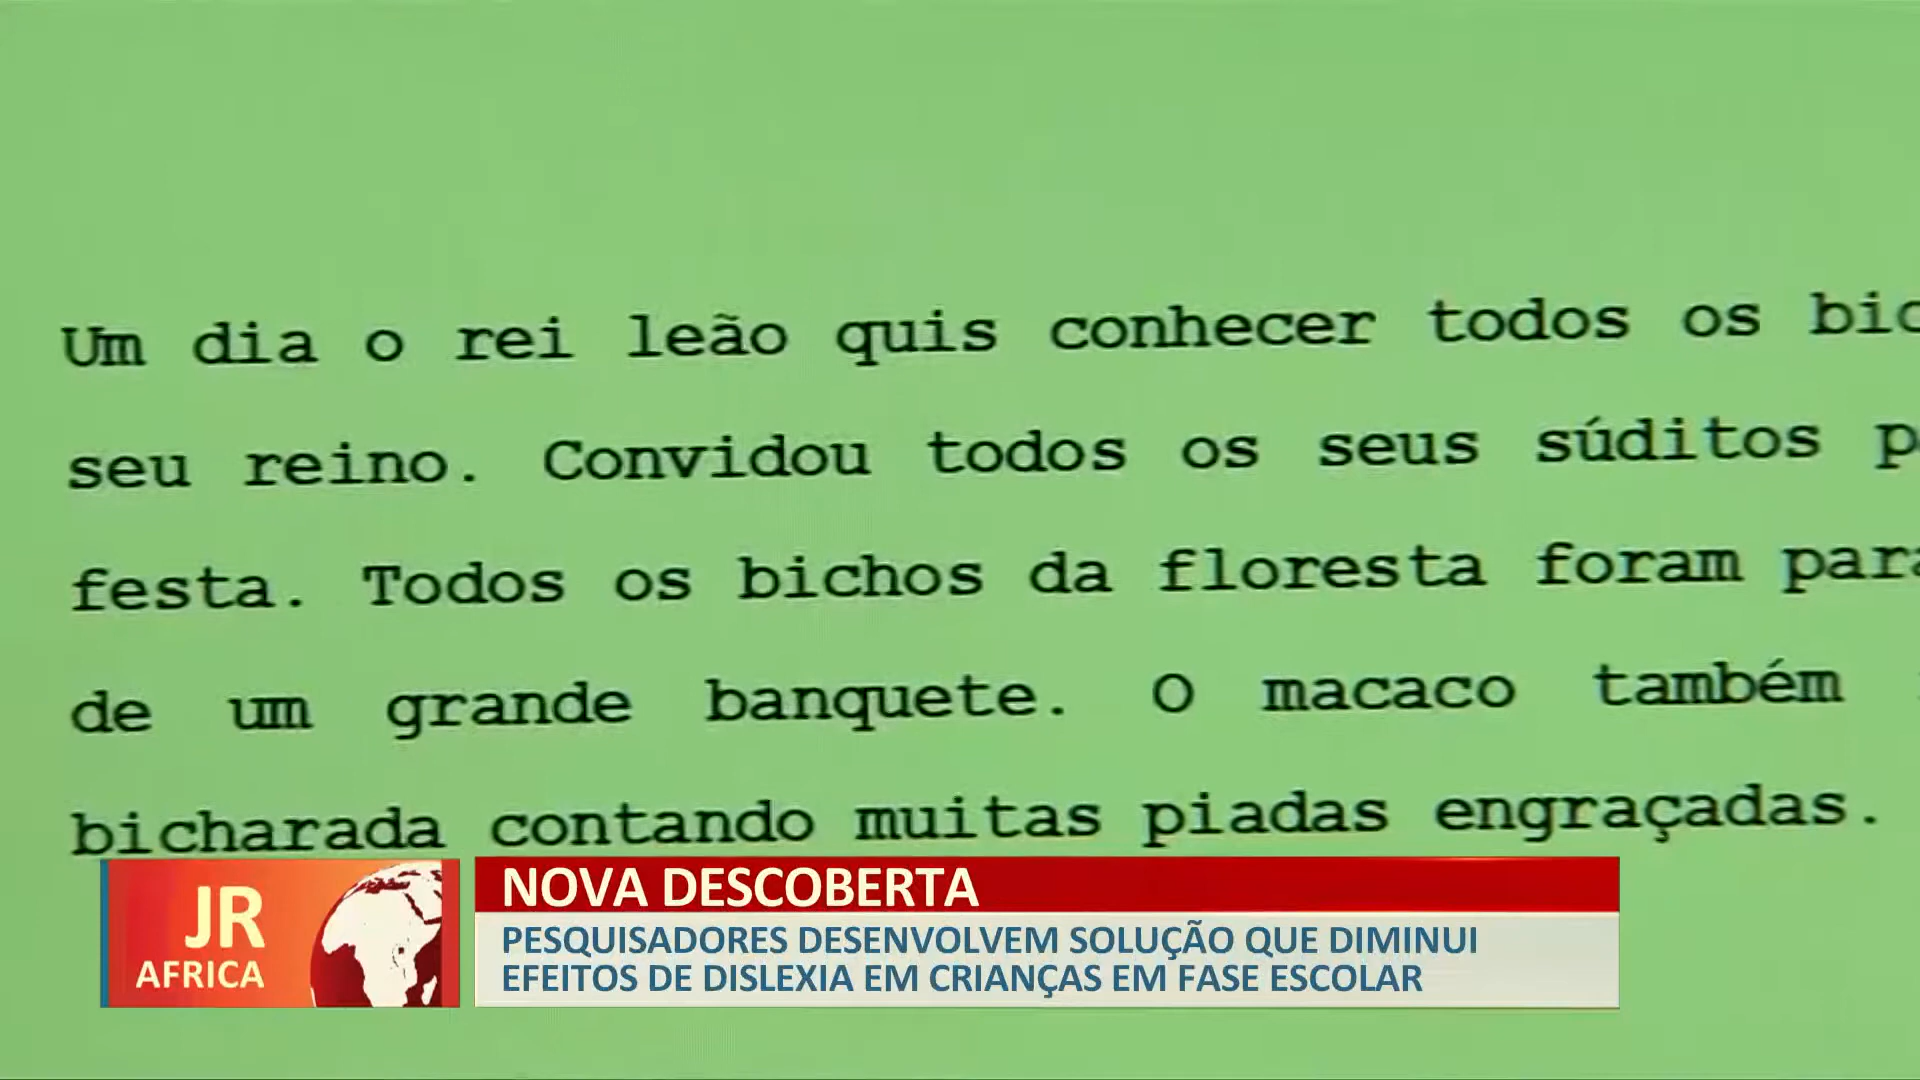 Um dia o rei leão quis conhecer todos os
seu reino. Convidou todos os seus súditos
festa. Todos os bichos da floresta foram
de um grande banquete. O macaco também
bicharada contando muitas piadas engraçadas.
JR
AFRICA
NOVA DESCOBERTA
PESQUISADORES DESENVOLVEM SOLUÇÃO QUE DIMINUI
EFEITOS DE DISLEXIA EM CRIANÇAS EM FASE ESCOLAR